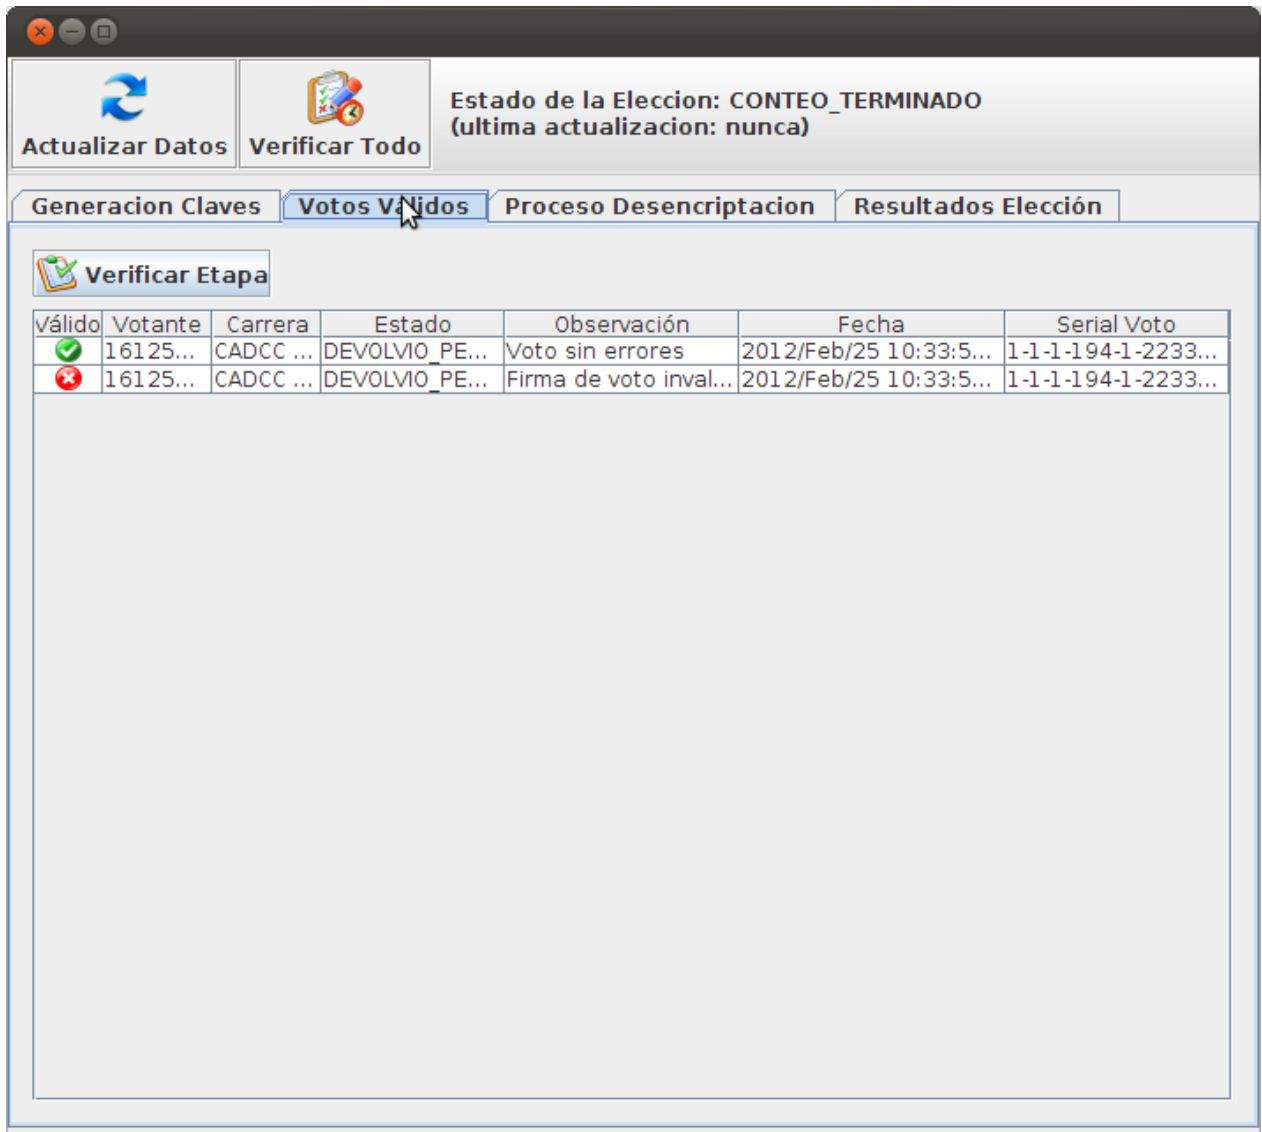 Actualizar Datos
Verificar Todo
Estado de la Eleccion: CONTEO_TERMINADO
(ultima actualizacion: nunca)
Generacion Claves
Votos Válidos
Proceso Desencriptacion
Resultados Elección
Verificar Etapa
Válido Votante Carrera Estado Observación Fecha Serial Voto
16125... CADCC ... DEVOLVIO_PE... Voto sin errores 2012/Feb/25 10:33:5... 1-1-1-194-1-2233...
16125... CADCC ... DEVOLVIO_PE... Firma de voto inval... 2012/Feb/25 10:33:5... 1-1-1-194-1-2233...